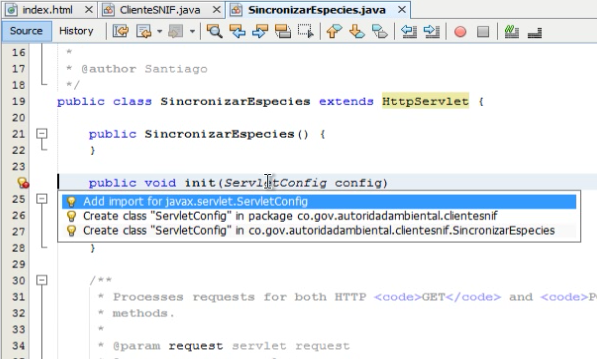 index.html ClienteSNIF.java SincronizarEspecies.java
Source History
16 *
17 * @author Santiago
18 */
19 public class SincronizarEspecies extends HttpServlet {
20
21 public SincronizarEspecies() {
22 }
23
public void init(ServletConfig config)
25 Add import for javax.servlet.ServletConfig
26 Create class "ServletConfig" in package co.gov.autoridadambiental.clientesnif
27 Create class "ServletConfig" in co.gov.autoridadambiental.clientesnif.SincronizarEspecies
28 }
29
30 /**
31 * Processes requests for both HTTP <code>GET</code> and <code>P
32 * methods.
33 *
34 * @param request servlet request